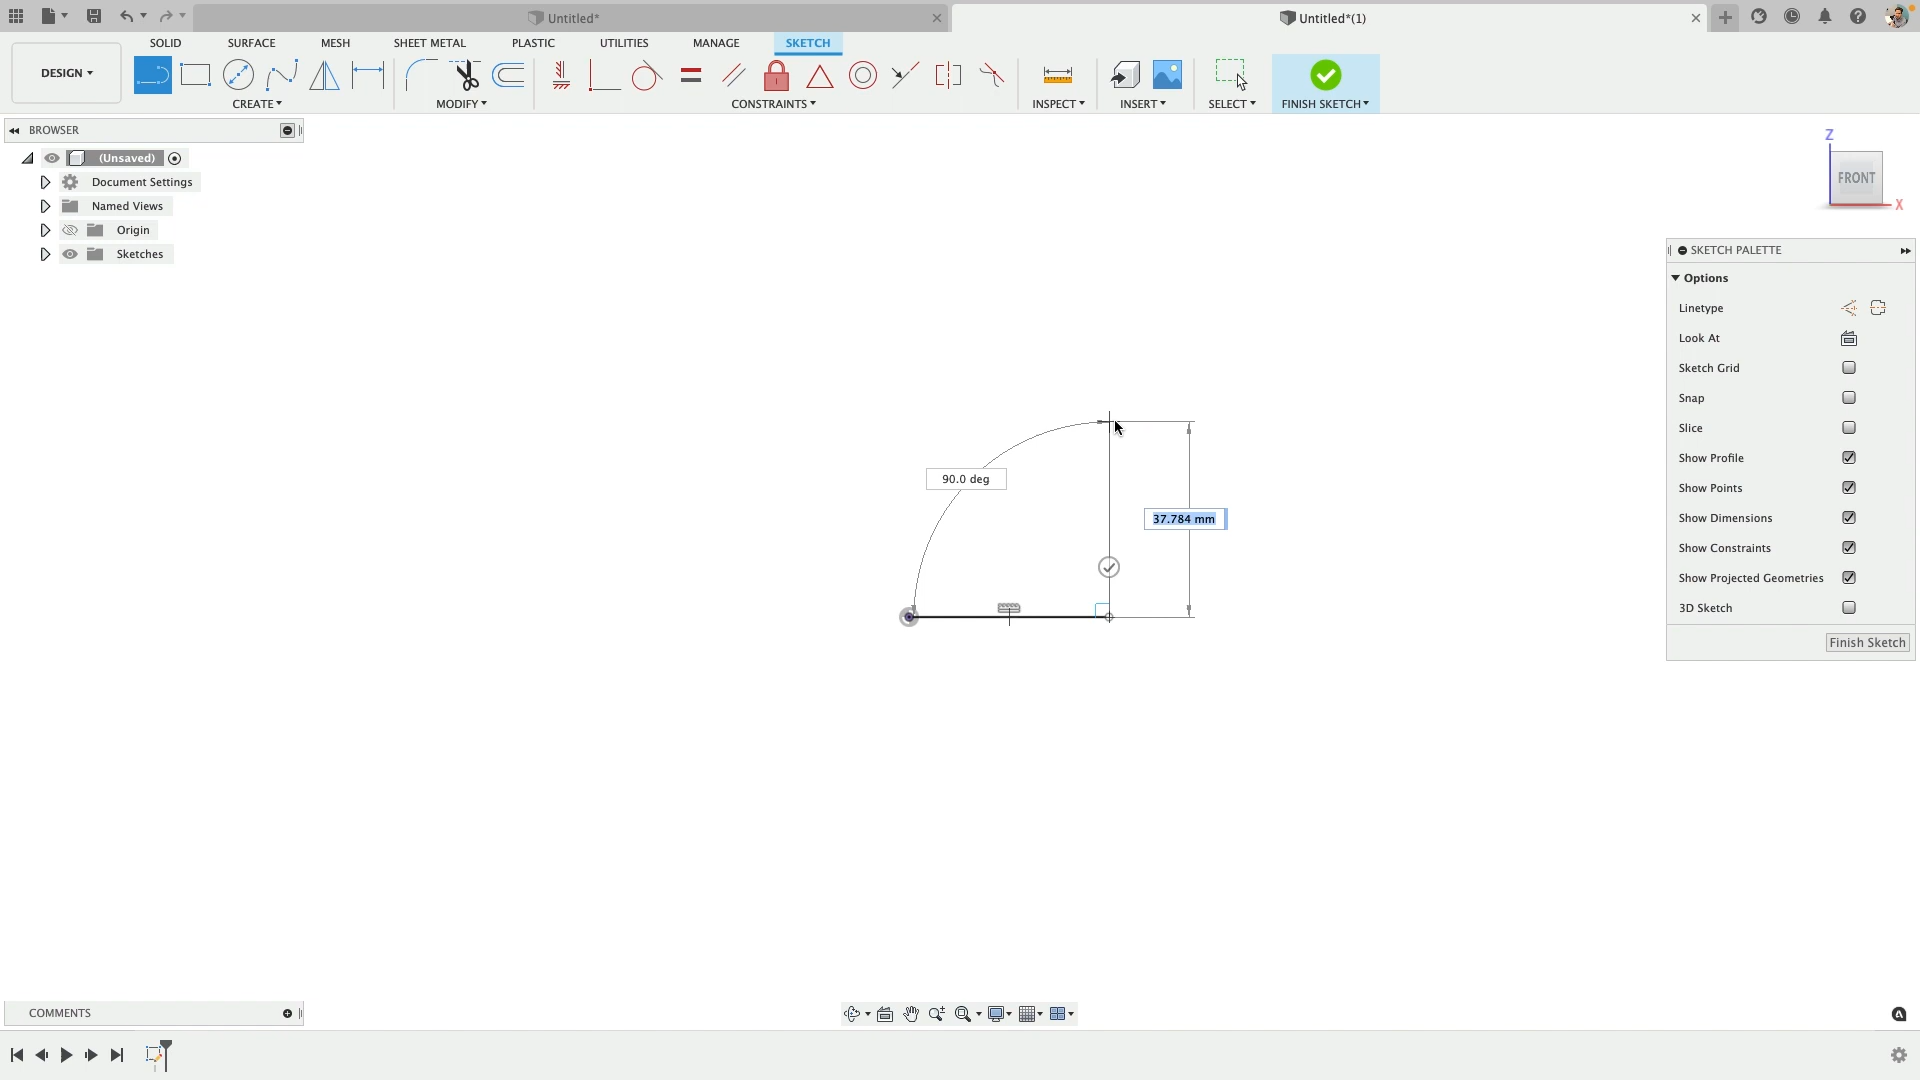 Untitled*
Untitled*(1)
DESIGN
SOLID
SURFACE
MESH
SHEET METAL
PLASTIC
UTILITIES
MANAGE
SKETCH
CREATE
MODIFY
CONSTRAINTS
INSPECT
INSERT
SELECT
FINISH SKETCH
BROWSER
(Unsaved)
Document Settings
Named Views
Origin
Sketches
Z
FRONT
X
SKETCH PALETTE
Options
Linetype
Look At
Sketch Grid
Snap
Slice
Show Profile
Show Points
Show Dimensions
Show Constraints
Show Projected Geometries
3D Sketch
Finish Sketch
90.0 deg
37.784 mm
COMMENTS